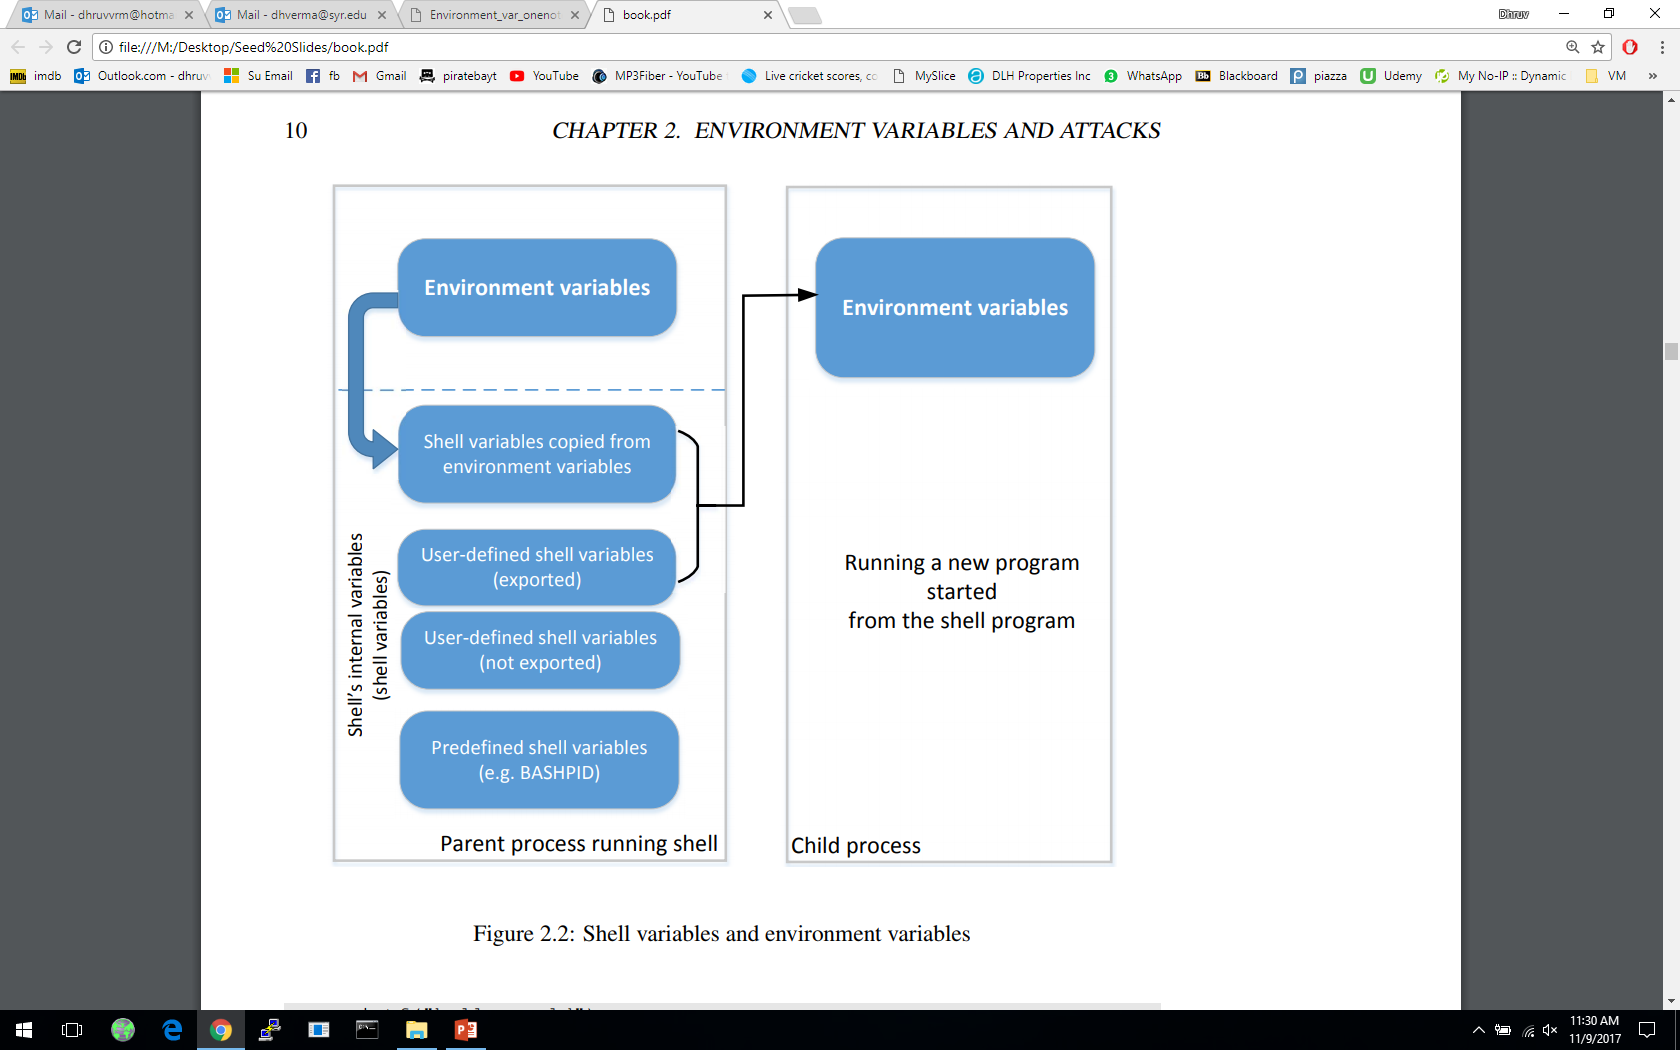 Mail - dhruvvrm@hotma
Mail - dhverma@syr.edu
Environment_var_onenot
book.pdf
Dhruv
file:///M:/Desktop/Seed%20Slides/book.pdf
imdb
Outlook.com - dhruv
Su Email
fb
Gmail
piratebayt
YouTube
MP3Fiber - YouTube
Live cricket scores, co
MySlice
DLH Properties Inc
WhatsApp
Blackboard
piazza
Udemy
My No-IP :: Dynamic
VM
10
CHAPTER 2. ENVIRONMENT VARIABLES AND ATTACKS
Environment variables
Shell variables copied from
environment variables
User-defined shell variables
(exported)
User-defined shell variables
(not exported)
Predefined shell variables
(e.g. BASHPID)
Shell's internal variables
(shell variables)
Parent process running shell
Environment variables
Running a new program
started
from the shell program
Child process
Figure 2.2: Shell variables and environment variables
11:30 AM
11/9/2017